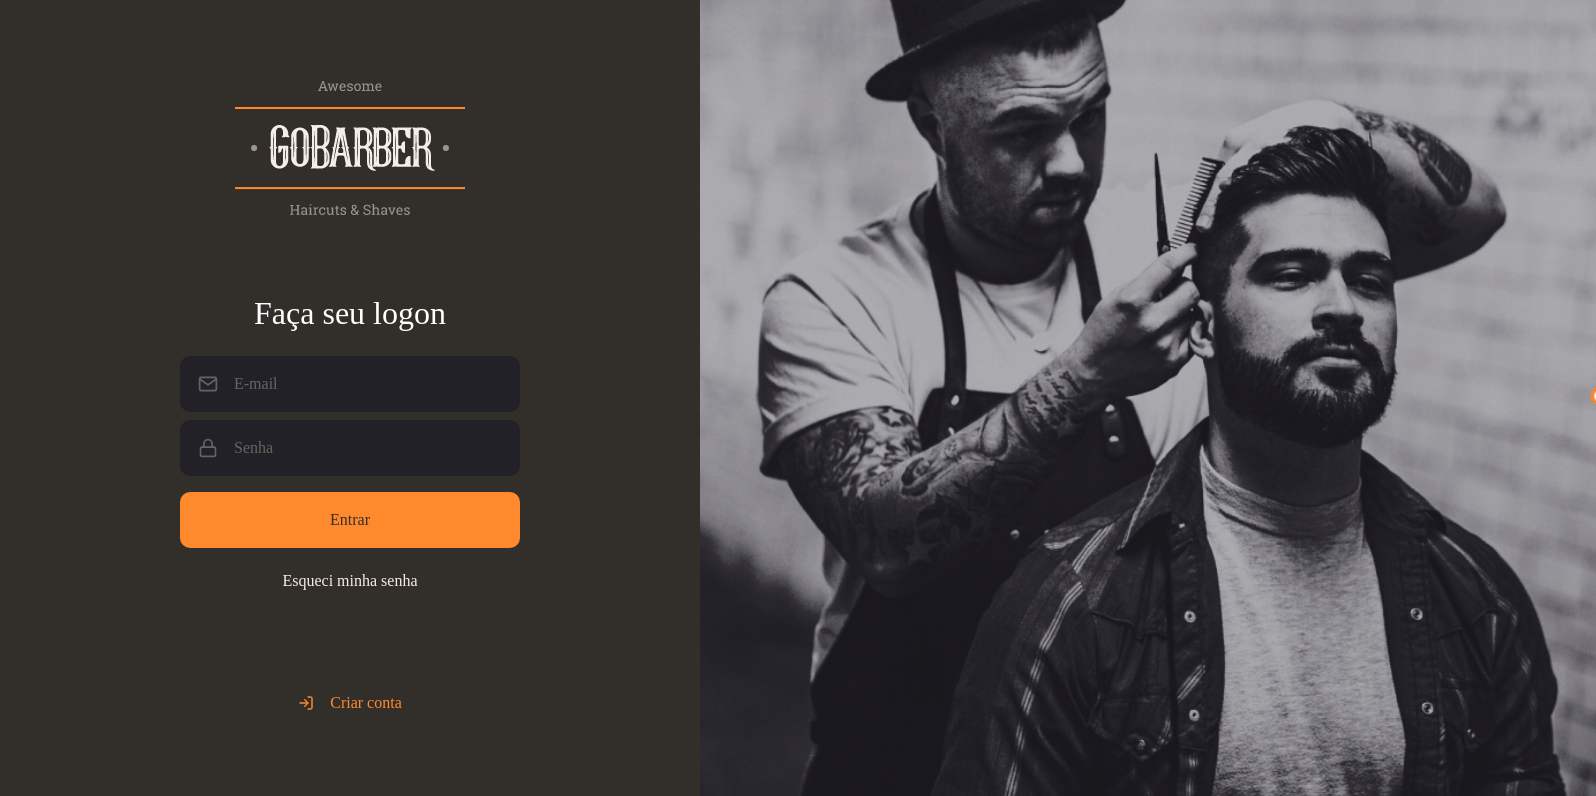 Awesome
GOBARBER
Haircuts & Shaves
Faça seu logon
E-mail
Senha
Entrar
Esqueci minha senha
Criar conta